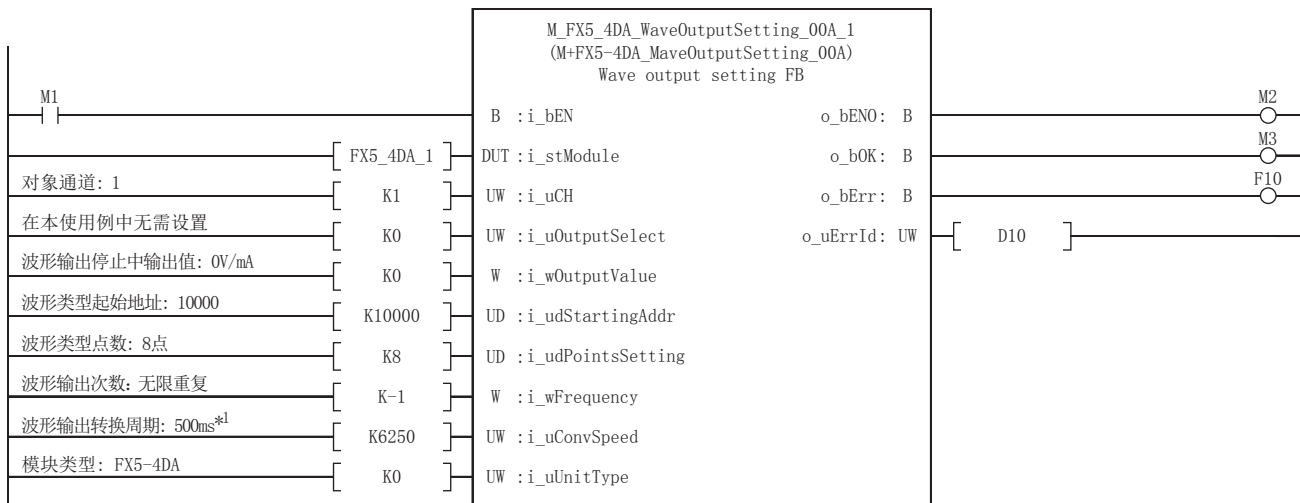 M_FX5_4DA_WaveOutputSetting_00A_1
(M+FX5-4DA_MaveOutputSetting_00A)
Wave output setting FB
M1
B :i_bEN
o_bENO: B
M2
FX5_4DA_1
DUT :i_stModule
o_bOK: B
M3
对象通道: 1
K1
UW :i_uCH
o_bErr: B
F10
在本使用例中无需设置
K0
UW :i_uOutputSelect
o_uErrId: UW
D10
波形输出停止中输出值: 0V/mA
K0
W :i_wOutputValue
波形类型起始地址: 10000
K10000
UD :i_udStartingAddr
波形类型点数: 8点
K8
UD :i_udPointsSetting
波形输出次数: 无限重复
K-1
W :i_wFrequency
波形输出转换周期: 500ms*1
K6250
UW :i_uConvSpeed
模块类型: FX5-4DA
K0
UW :i_uUnitType